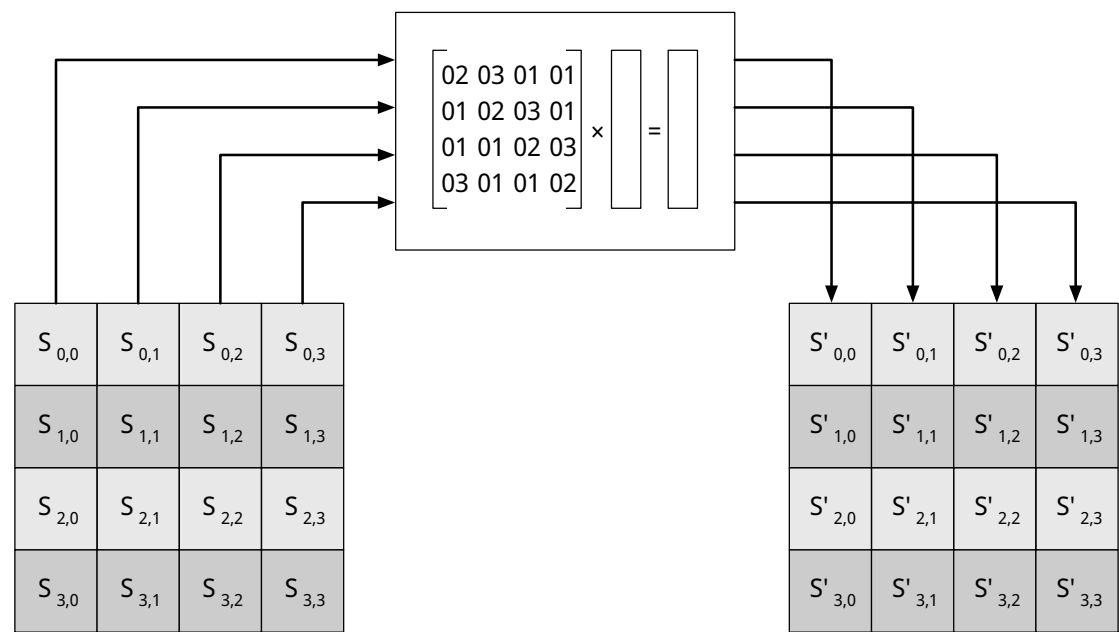 02 03 01 01
01 02 03 01
01 01 02 03
03 01 01 02
× =
S 0,0 S 0,1 S 0,2 S 0,3
S 1,0 S 1,1 S 1,2 S 1,3
S 2,0 S 2,1 S 2,2 S 2,3
S 3,0 S 3,1 S 3,2 S 3,3
S' 0,0 S' 0,1 S' 0,2 S' 0,3
S' 1,0 S' 1,1 S' 1,2 S' 1,3
S' 2,0 S' 2,1 S' 2,2 S' 2,3
S' 3,0 S' 3,1 S' 3,2 S' 3,3